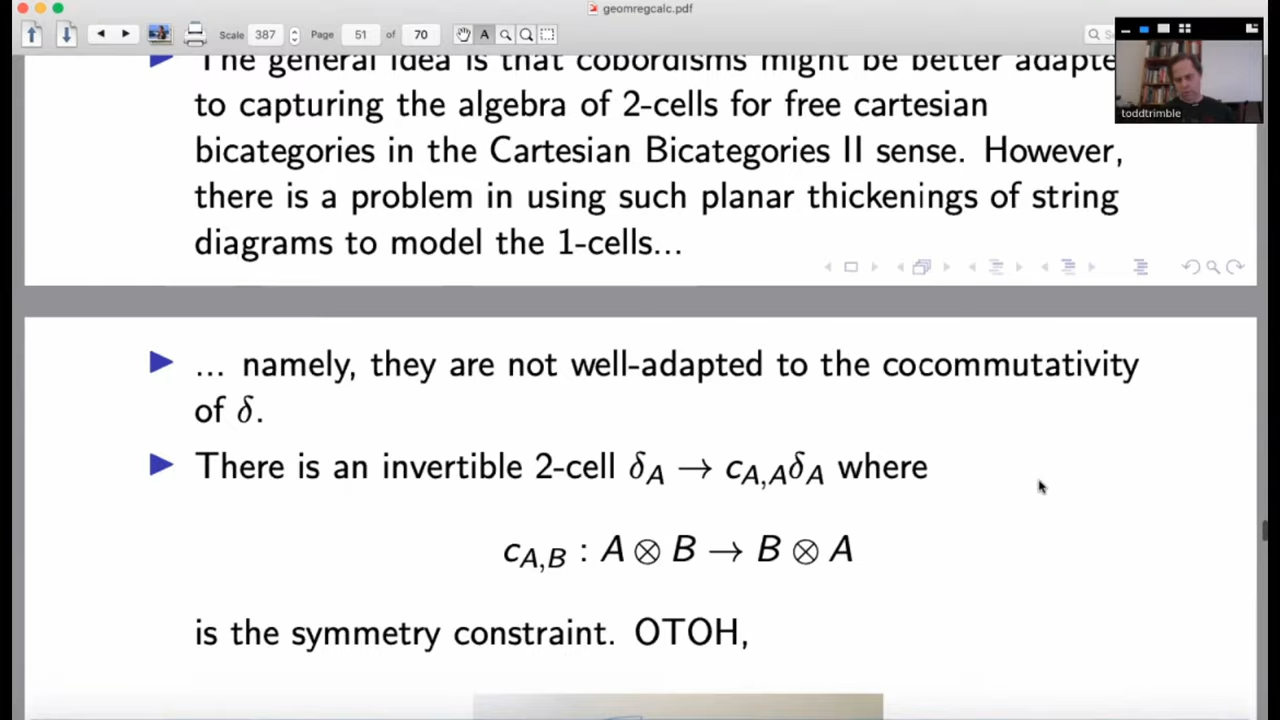 geomregcalc.pdf
Scale 387 Page 51 of 70
toddtrimble
The general idea is that cobordisms might be better adapte
to capturing the algebra of 2-cells for free cartesian
bicategories in the Cartesian Bicategories II sense. However,
there is a problem in using such planar thickenings of string
diagrams to model the 1-cells...
... namely, they are not well-adapted to the cocommutativity
of δ.
There is an invertible 2-cell δ_A → c_{A,A}δ_A where
c_{A,B} : A ⊗ B → B ⊗ A
is the symmetry constraint. OTOH,